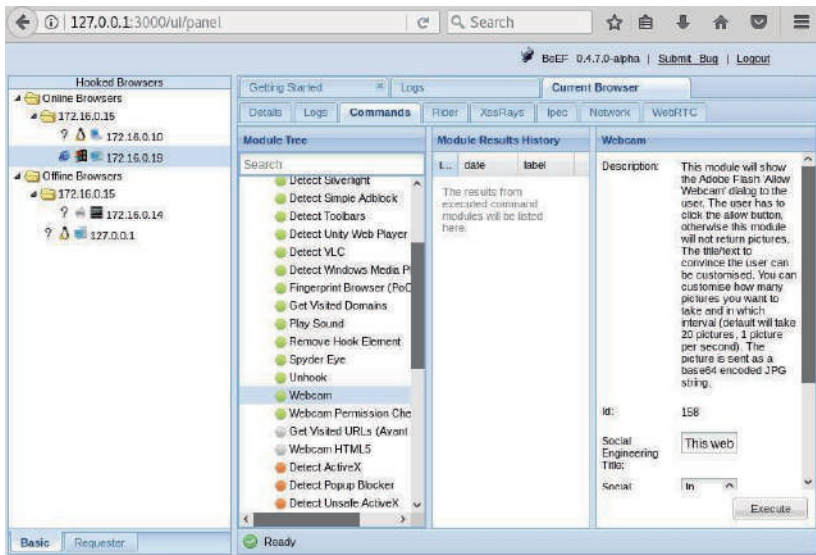 127.0.0.1:3000/ui/panel
Search
BeEF 0.4.7.0-alpha | Submit Bug | Logout
Hooked Browsers
Online Browsers
172.16.0.15
? 172.16.0.10
172.16.0.19
Offline Browsers
172.16.0.15
? 172.16.0.14
? 127.0.0.1
Basic
Requester
Getting Started
Logs
Current Browser
Details
Logs
Commands
Rider
XssRays
Ipec
Network
WebRTC
Module Tree
Search
Detect Silverlight
Detect Simple Adblock
Detect Toolbars
Detect Unity Web Player
Detect VLC
Detect Windows Media P
Fingerprint Browser (PoC
Get Visited Domains
Play Sound
Remove Hook Element
Spyder Eye
Unhook
Webcam
Webcam Permission Che
Get Visited URLs (Avant
Webcam HTML5
Detect ActiveX
Detect Popup Blocker
Detect Unsafe ActiveX
Module Results History
i... date label
The results from
executed command
modules will be listed
here.
Webcam
Description:
This module will show
the Adobe Flash 'Allow
Webcam' dialog to the
user. The user has to
click the allow button,
otherwise this module
will not return pictures.
The title/text to
convince the user can
be customised. You can
customise how many
pictures you want to
take and in which
interval (default will take
20 pictures, 1 picture
per second). The
picture is sent as a
base64 encoded JPG
string.
Id: 158
Social
Engineering
Title:
This web
Social
In
Execute
Ready